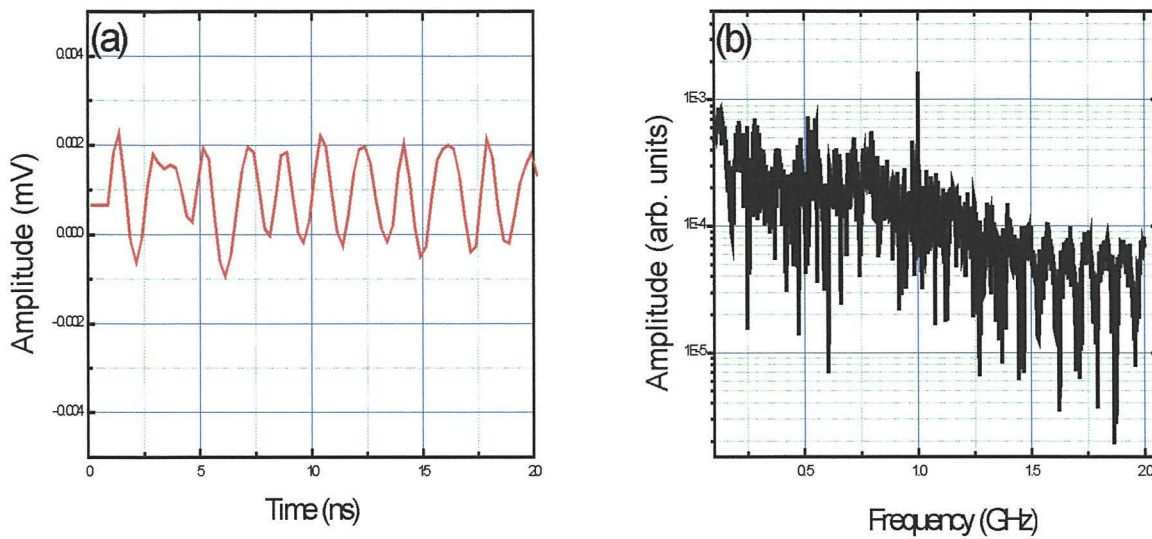 (a)
0.004
0.002
0.000
-0.002
-0.004
Amplitude (mV)
0
5
10
15
20
Time (ns)
(b)
1E-3
1E-4
1E-5
Amplitude (arb. units)
0.5
1.0
1.5
2.0
Frequency (GHz)